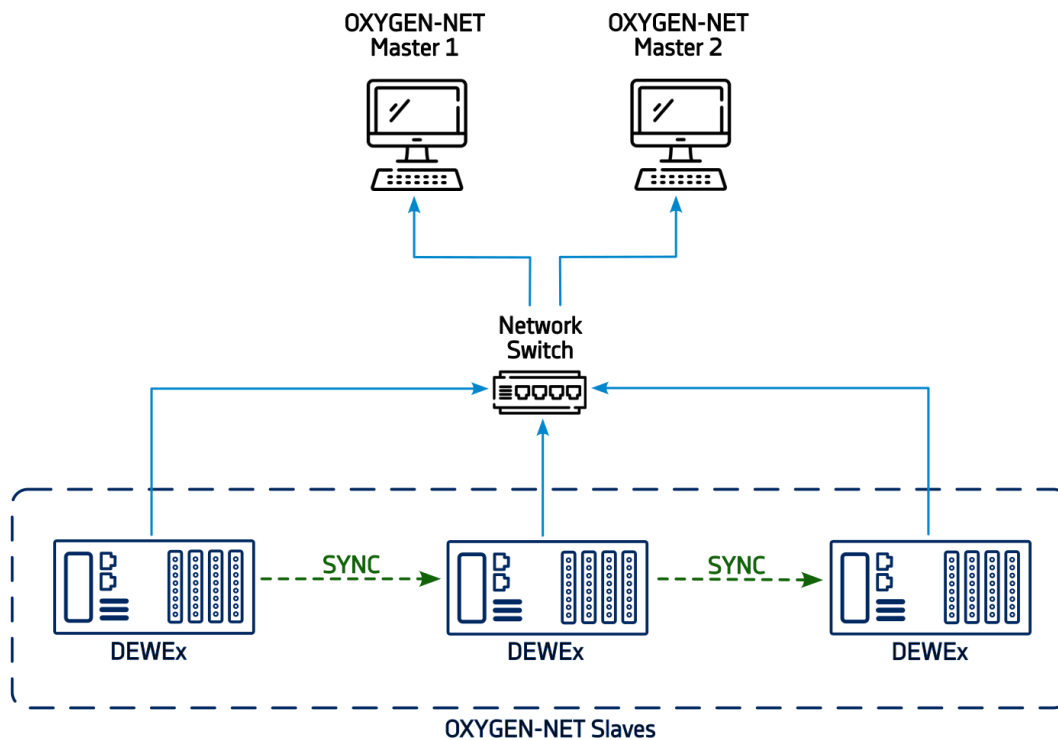 OXYGEN-NET
Master 1
OXYGEN-NET
Master 2
Network
Switch
SYNC
SYNC
DEWEx
DEWEx
DEWEx
OXYGEN-NET Slaves